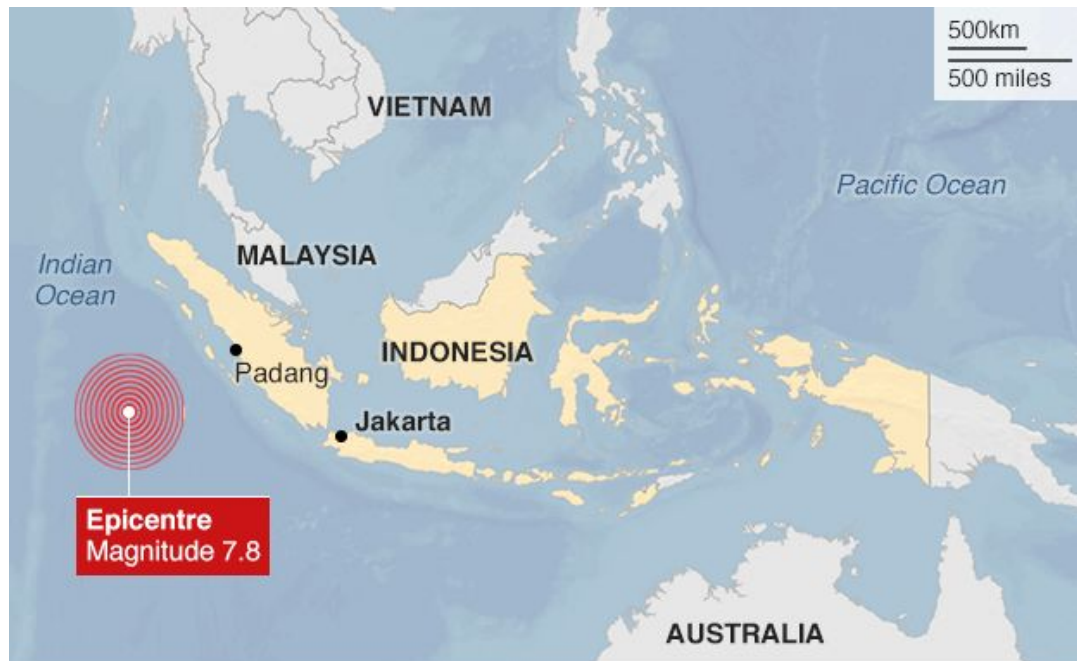 500km
500 miles
VIETNAM
Pacific Ocean
MALAYSIA
Indian
Ocean
INDONESIA
Padang
Jakarta
Epicentre
Magnitude 7.8
AUSTRALIA